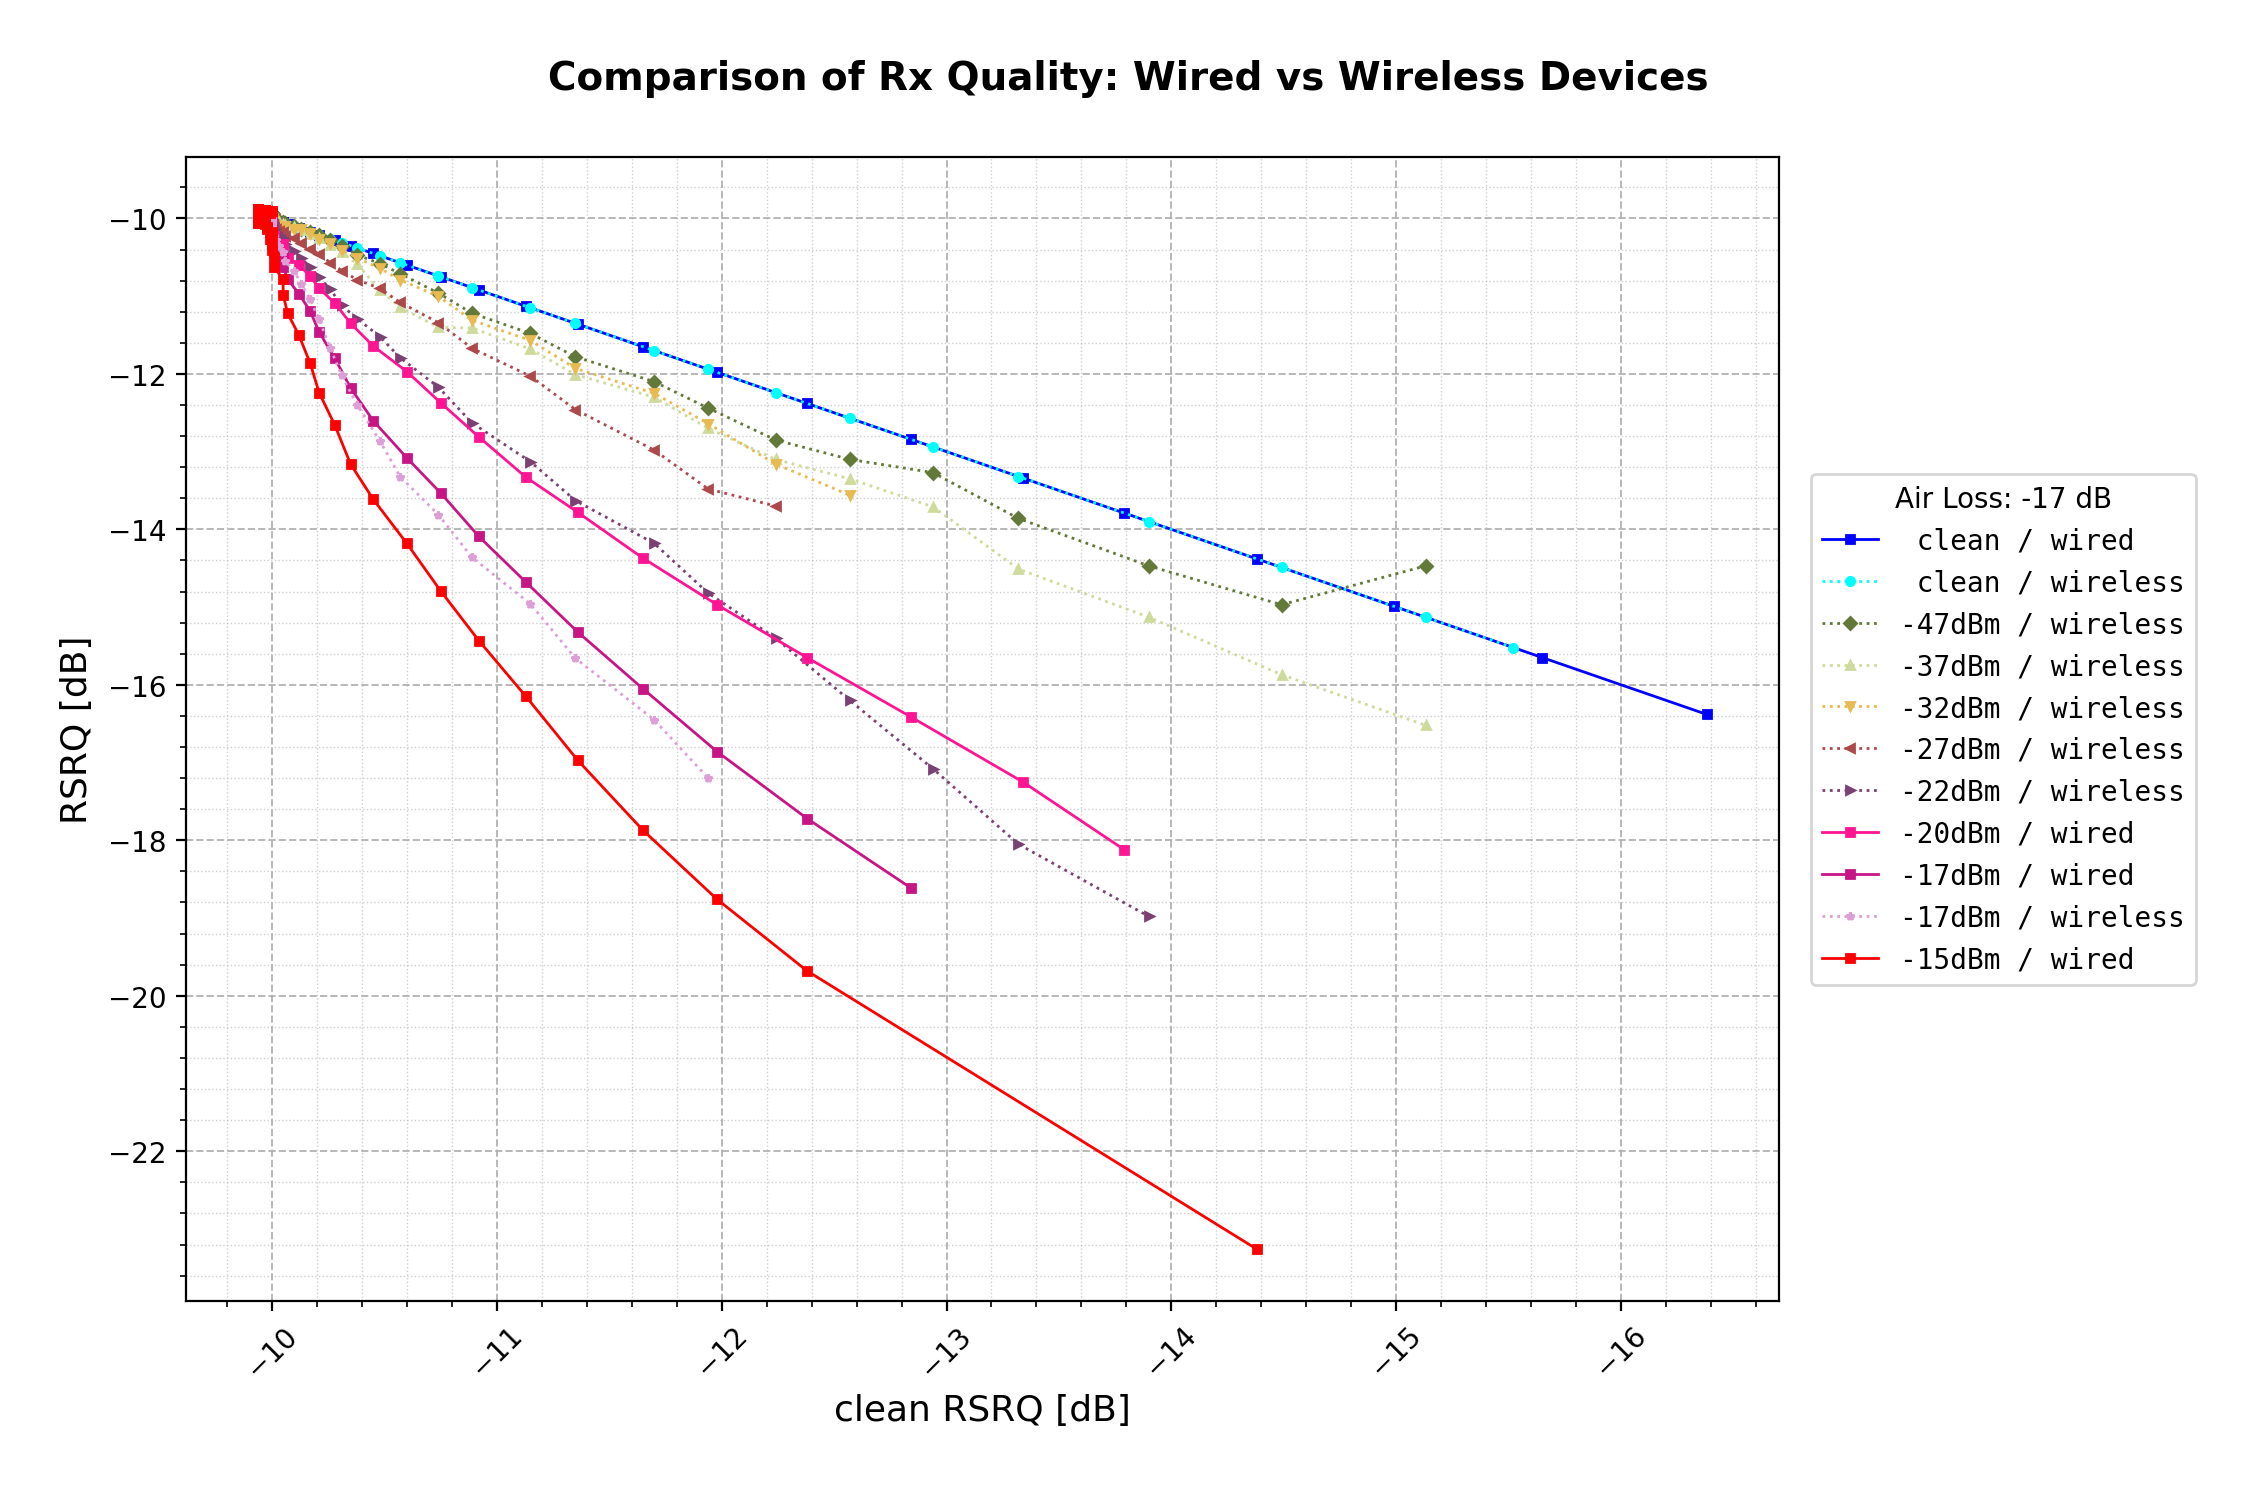 Comparison of Rx Quality: Wired vs Wireless Devices
−10
−12
−14
−16
−18
−20
−22
RSRQ [dB]
−10
−11
−12
−13
−14
−15
−16
clean RSRQ [dB]
Air Loss: -17 dB
clean / wired
clean / wireless
-47dBm / wireless
-37dBm / wireless
-32dBm / wireless
-27dBm / wireless
-22dBm / wireless
-20dBm / wired
-17dBm / wired
-17dBm / wireless
-15dBm / wired